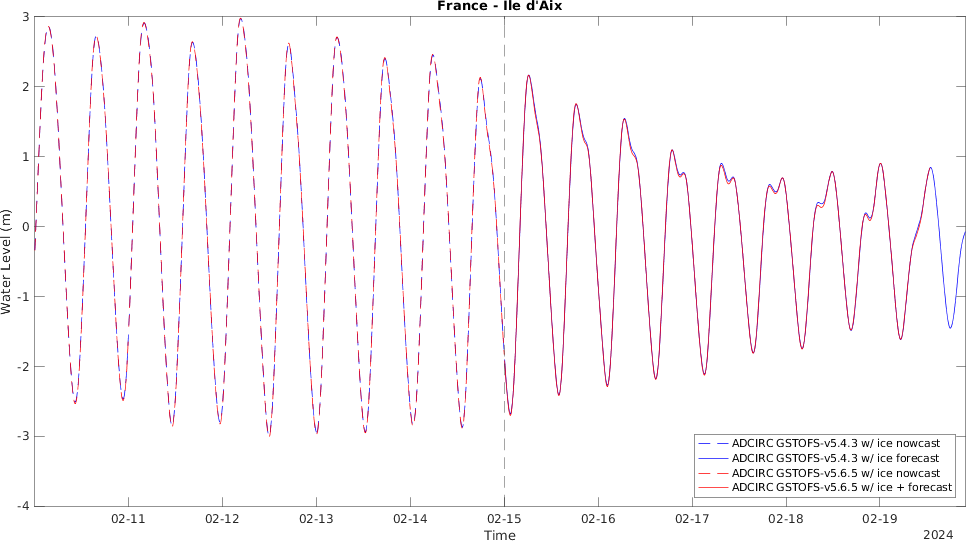 France - Ile d'Aix
3
2
1
0
-1
-2
-3
-4
Water Level (m)
ADCIRC GSTOFS-v5.4.3 w/ ice nowcast
ADCIRC GSTOFS-v5.4.3 w/ ice forecast
ADCIRC GSTOFS-v5.6.5 w/ ice nowcast
ADCIRC GSTOFS-v5.6.5 w/ ice + forecast
02-11 02-12 02-13 02-14 02-15 02-16 02-17 02-18 02-19
Time
2024